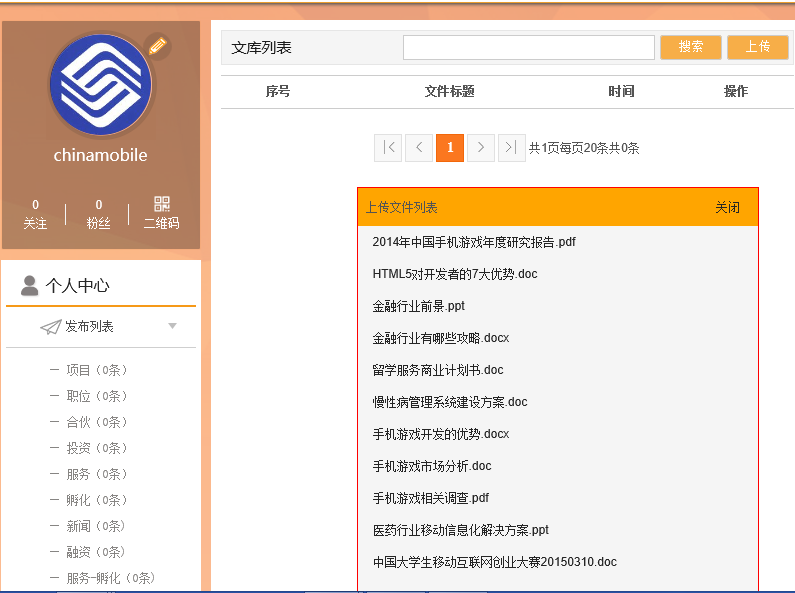 chinamobile
0 0
关注 粉丝 二维码
个人中心
发布列表
一 项目（0条）
一 职位（0条）
一 合伙（0条）
一 投资（0条）
一 服务（0条）
一 孵化（0条）
一 新闻（0条）
一 融资（0条）
一 服务-孵化（0条）
文库列表 搜索 上传
序号 文件标题 时间 操作
|< < 1 > >| 共1页每页20条共0条
上传文件列表 关闭
2014年中国手机游戏年度研究报告.pdf
HTML5对开发者的7大优势.doc
金融行业前景.ppt
金融行业有哪些攻略.docx
留学服务商业计划书.doc
慢性病管理系统建设方案.doc
手机游戏开发的优势.docx
手机游戏市场分析.doc
手机游戏相关调查.pdf
医药行业移动信息化解决方案.ppt
中国大学生移动互联网创业大赛20150310.doc